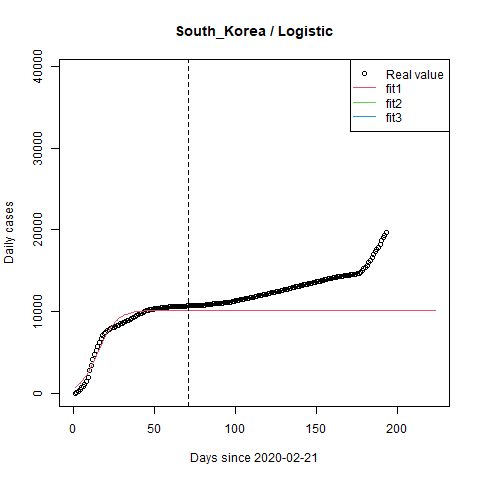 South_Korea / Logistic
Real value
fit1
fit2
fit3
Daily cases
40000
30000
20000
10000
0
0 50 100 150 200
Days since 2020-02-21